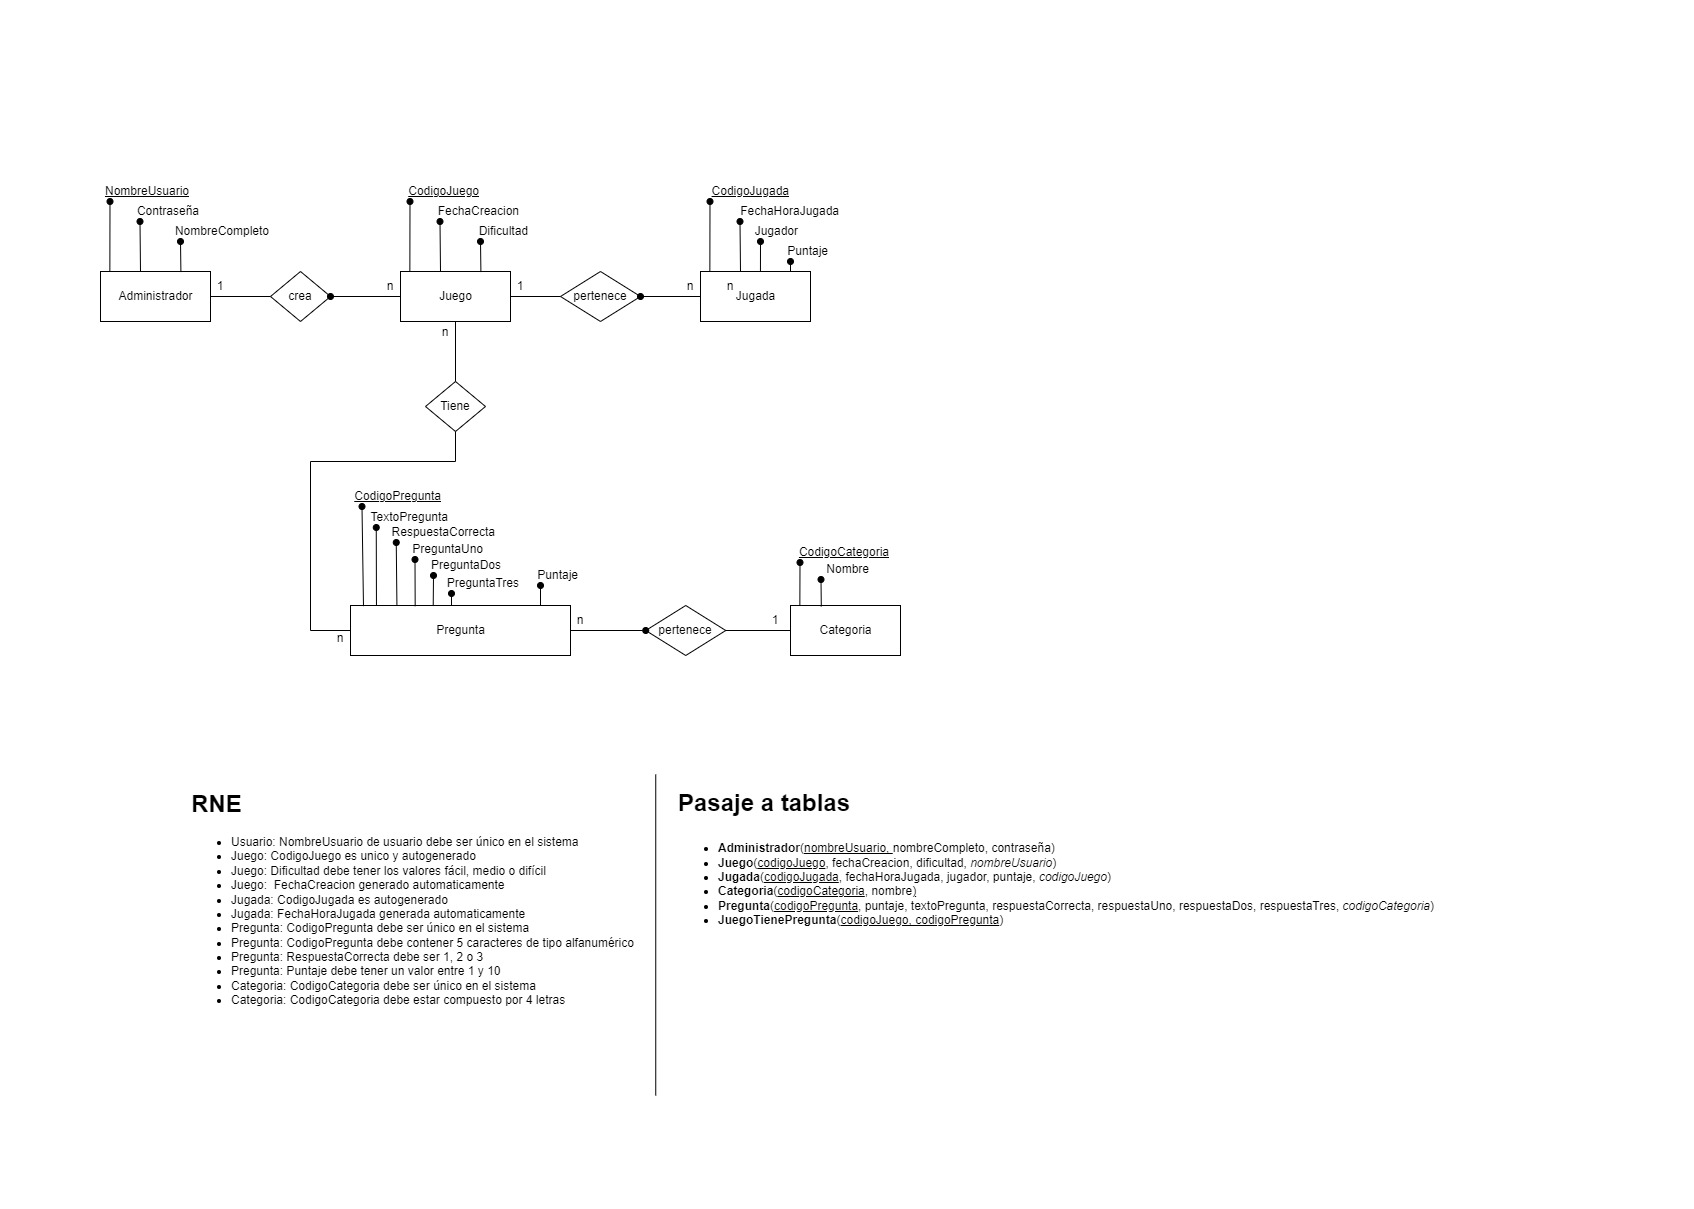 NombreUsuario
Contraseña
NombreCompleto
CodigoJuego
FechaCreacion
Dificultad
CodigoJugada
FechaHoraJugada
Jugador
Puntaje
Administrador
1
crea
n
Juego
1
pertenece
n
n
Jugada
n
Tiene
CodigoPregunta
TextoPregunta
RespuestaCorrecta
PreguntaUno
PreguntaDos
PreguntaTres
Puntaje
CodigoCategoria
Nombre
n
Pregunta
n
pertenece
1
Categoria
RNE
Usuario: NombreUsuario de usuario debe ser único en el sistema
Juego: CodigoJuego es unico y autogenerado
Juego: Dificultad debe tener los valores fácil, medio o difícil
Juego:  FechaCreacion generado automaticamente
Jugada: CodigoJugada es autogenerado
Jugada: FechaHoraJugada generada automaticamente
Pregunta: CodigoPregunta debe ser único en el sistema
Pregunta: CodigoPregunta debe contener 5 caracteres de tipo alfanumérico
Pregunta: RespuestaCorrecta debe ser 1, 2 o 3
Pregunta: Puntaje debe tener un valor entre 1 y 10
Categoria: CodigoCategoria debe ser único en el sistema
Categoria: CodigoCategoria debe estar compuesto por 4 letras
Pasaje a tablas
Administrador(nombreUsuario, nombreCompleto, contraseña)
Juego(codigoJuego, fechaCreacion, dificultad, nombreUsuario)
Jugada(codigoJugada, fechaHoraJugada, jugador, puntaje, codigoJuego)
Categoria(codigoCategoria, nombre)
Pregunta(codigoPregunta, puntaje, textoPregunta, respuestaCorrecta, respuestaUno, respuestaDos, respuestaTres, codigoCategoria)
JuegoTienePregunta(codigoJuego, codigoPregunta)